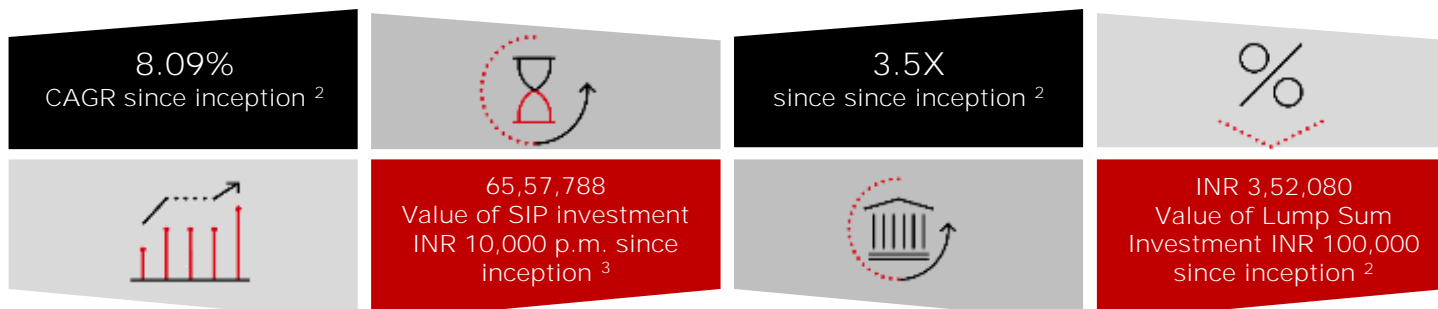 8.09%
CAGR since inception ²
3.5X
since since inception ²
65,57,788
Value of SIP investment
INR 10,000 p.m. since
inception ³
INR 3,52,080
Value of Lump Sum
Investment INR 100,000
since inception ²